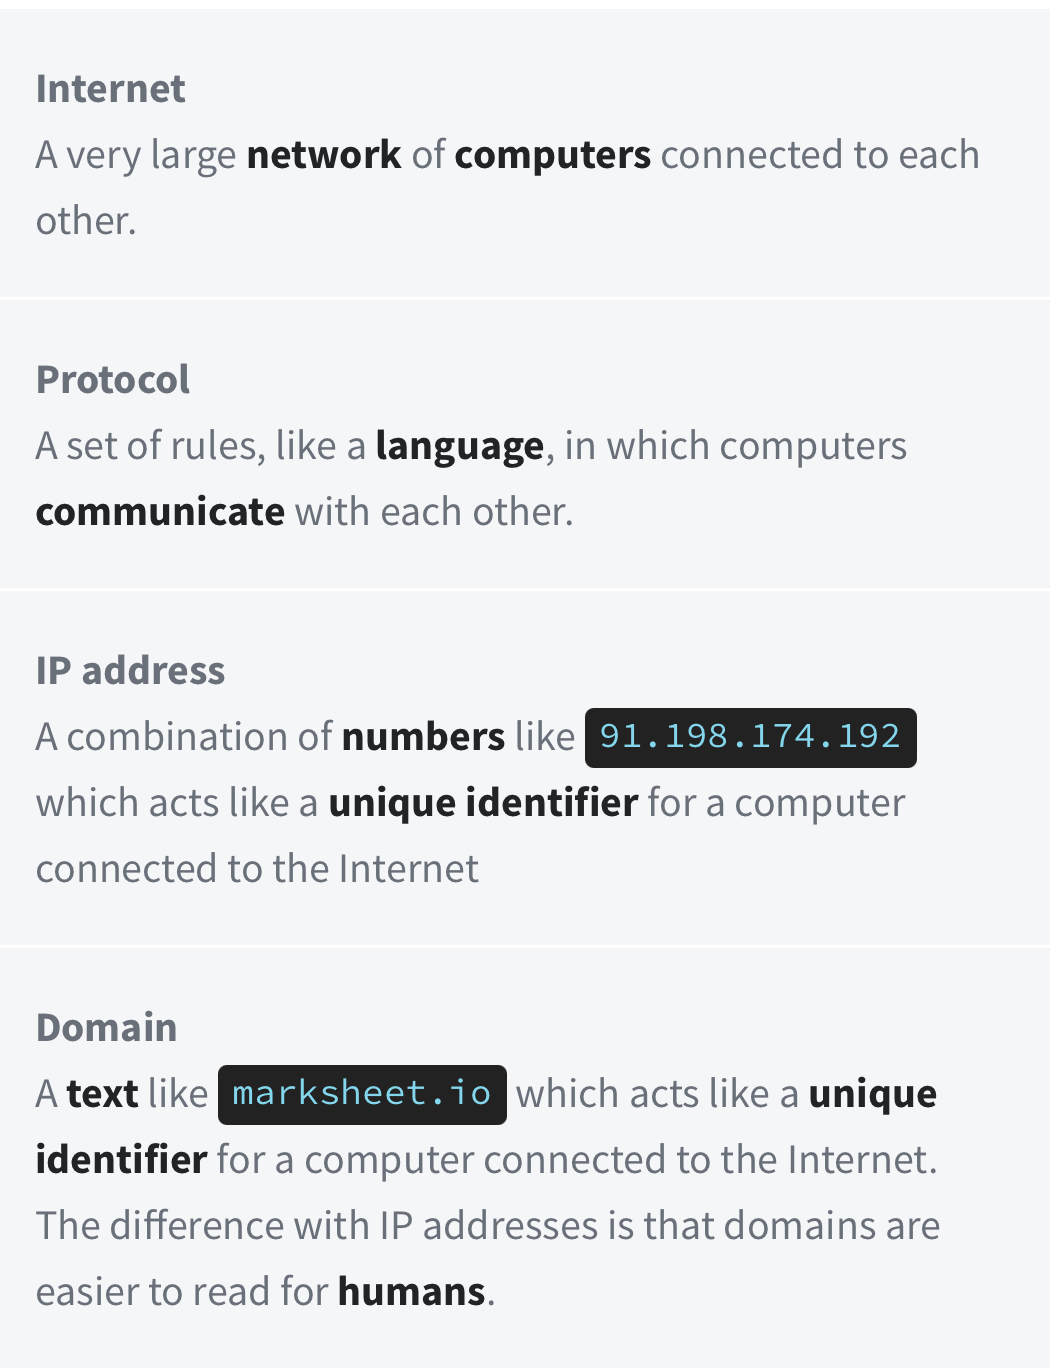 Internet
A very large network of computers connected to each
other.
Protocol
A set of rules, like a language, in which computers
communicate with each other.
IP address
A combination of numbers like 91.198.174.192
which acts like a unique identifier for a computer
connected to the Internet
Domain
A text like marksheet.io which acts like a unique
identifier for a computer connected to the Internet.
The difference with IP addresses is that domains are
easier to read for humans.